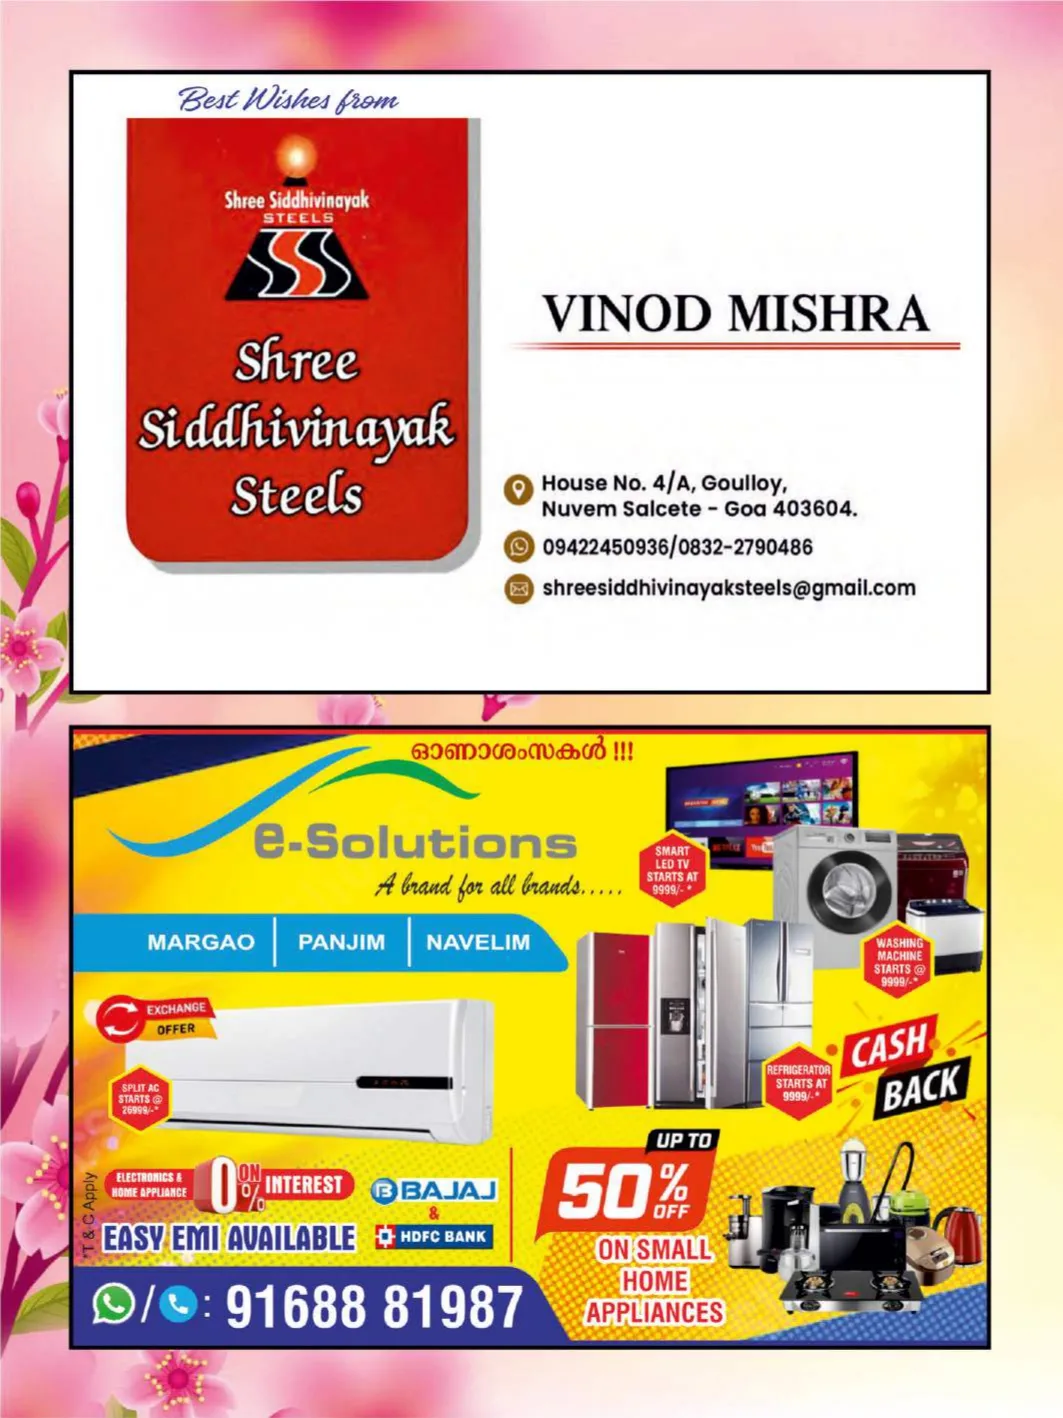 Best Wishes from
Shree Siddhivinayak
STEELS
Shree
Siddhivinayak
Steels
VINOD MISHRA
House No. 4/A, Goulloy,
Nuvem Salcete - Goa 403604.
09422450936/0832-2790486
shreesiddhivinayaksteels@gmail.com
ഓണാശംസകൾ !!!
e-Solutions
A brand for all brands.....
MARGAO | PANJIM | NAVELIM
SMART
LED TV
STARTS AT
9999/-*
WASHING
MACHINE
STARTS @
9999/-*
EXCHANGE
OFFER
SPLIT AC
STARTS @
26999/-*
REFRIGERATOR
STARTS AT
9999/-*
CASH
BACK
ELECTRONICS &
HOME APPLIANCE
0% ON INTEREST
EASY EMI AVAILABLE
BAJAJ
&
HDFC BANK
*T & C Apply
UP TO
50% OFF
ON SMALL
HOME
APPLIANCES
/ : 91688 81987